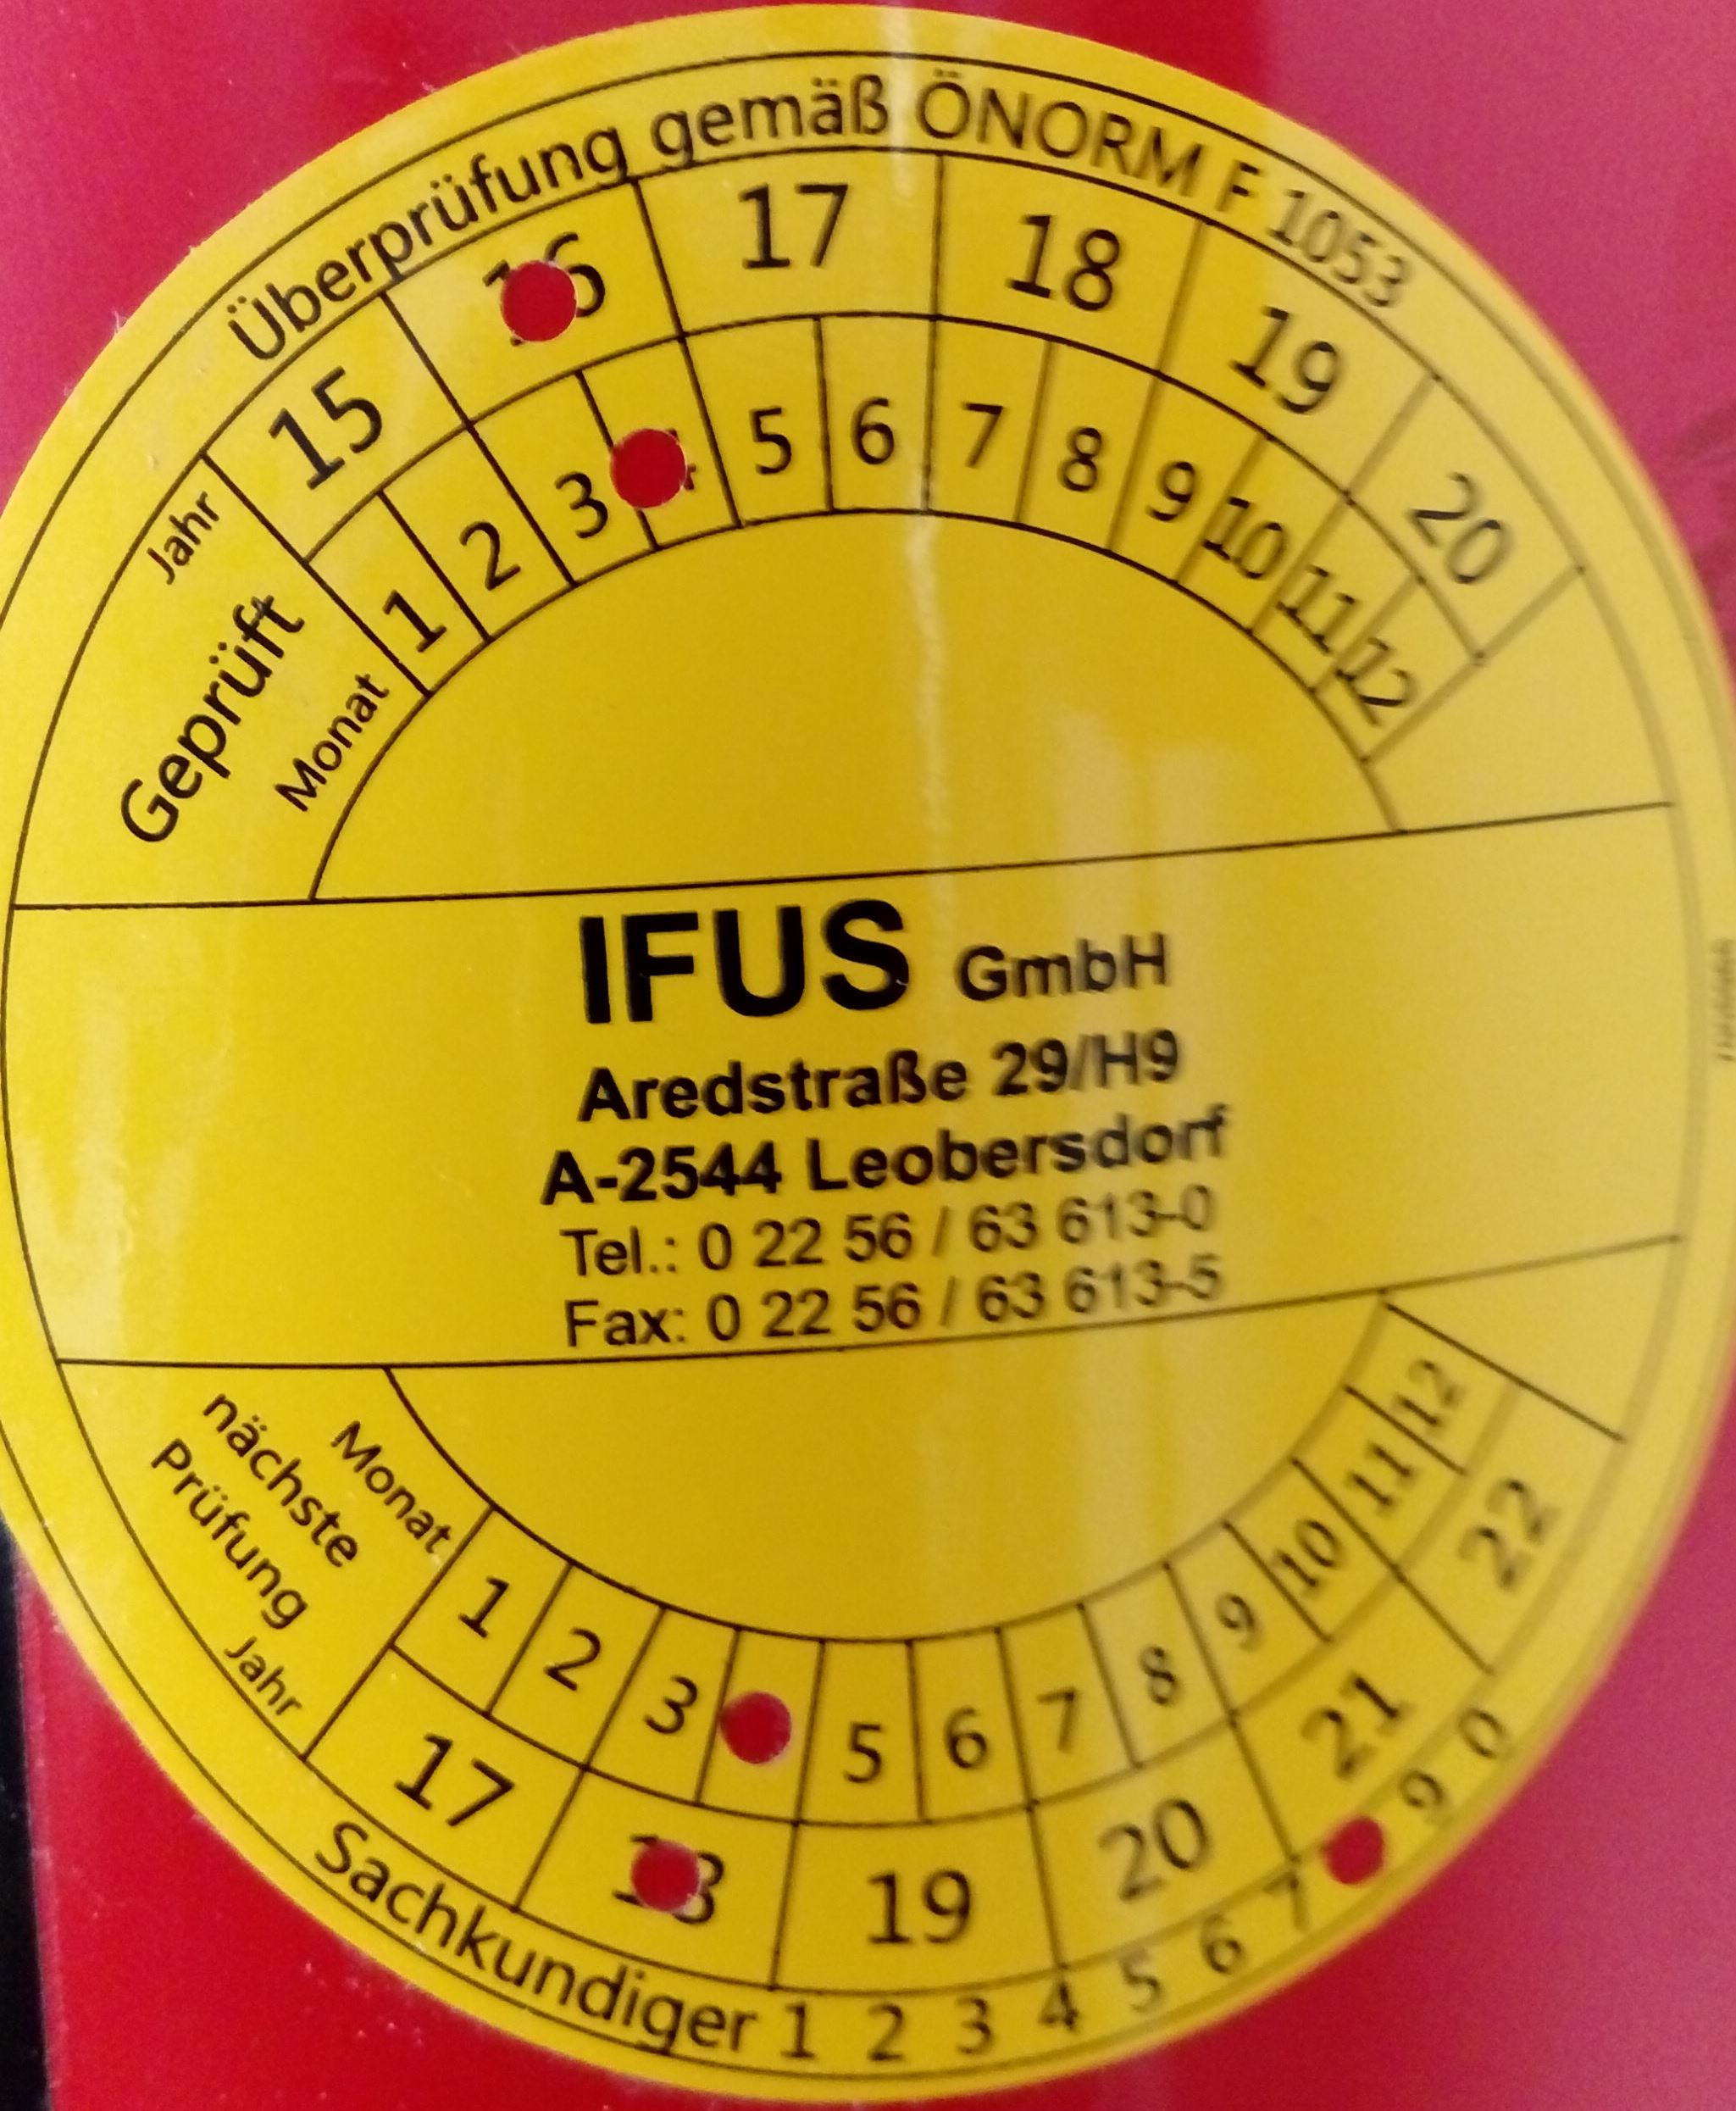 Überprüfung gemäß ÖNORM F 1053
Jahr 15 16 17 18 19 20
Geprüft
Monat 1 2 3 4 5 6 7 8 9 10 11 12
IFUS GmbH
Aredstraße 29/H9
A-2544 Leobersdorf
Tel.: 0 22 56 / 63 613-0
Fax: 0 22 56 / 63 613-5
Monat 1 2 3 5 6 7 8 9 10 11 12
nächste
Prüfung
Jahr 17 18 19 20 21 22
Sachkundiger 1 2 3 4 5 6 7 9 0